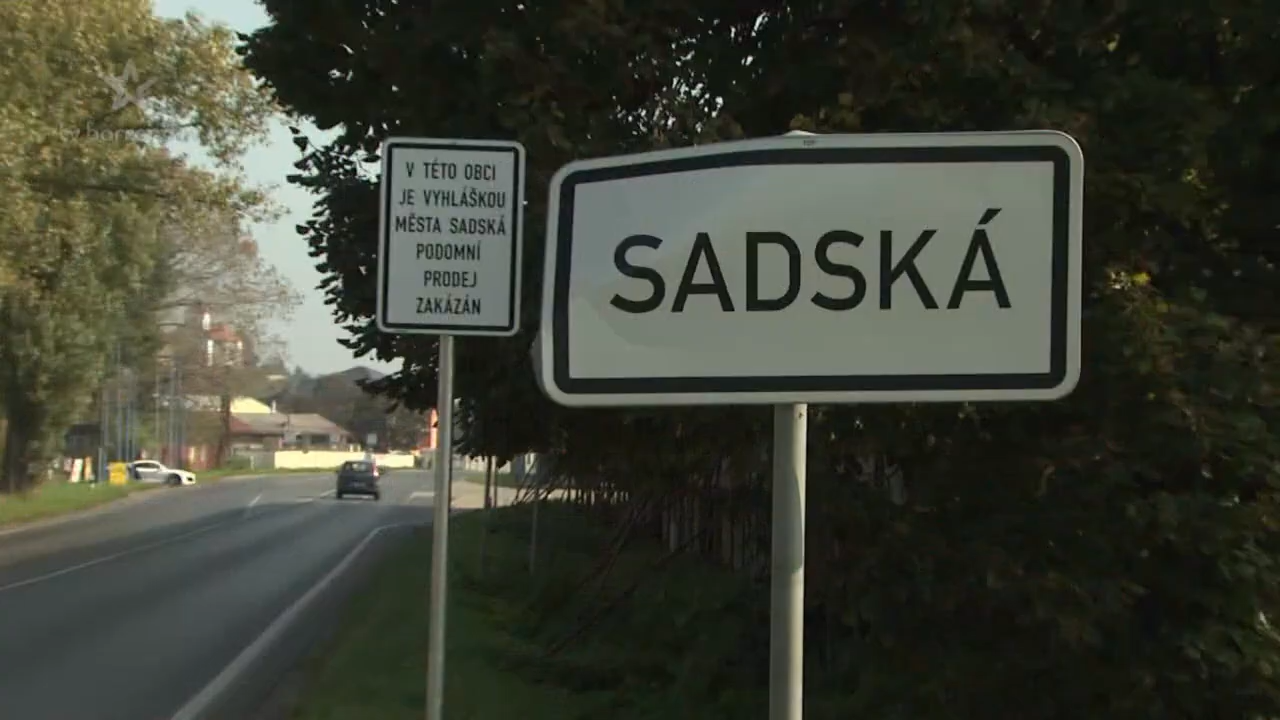 V TÉTO OBCI
JE VYHLÁŠKOU
MĚSTA SADSKÁ
PODOMNÍ
PRODEJ
ZAKÁZÁN
SADSKÁ